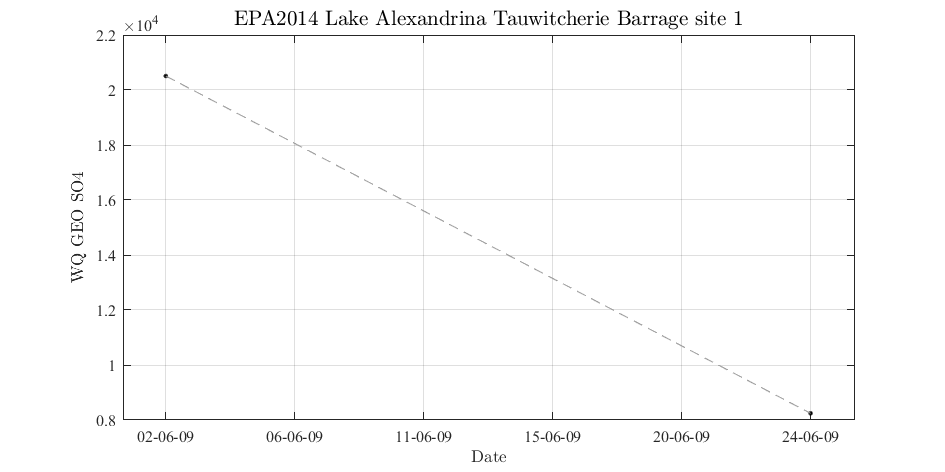 EPA2014 Lake Alexandrina Tauwitcherie Barrage site 1
×10^4
2.2
2
1.8
1.6
1.4
1.2
1
0.8
WQ GEO SO4
02-06-09 06-06-09 11-06-09 15-06-09 20-06-09 24-06-09
Date